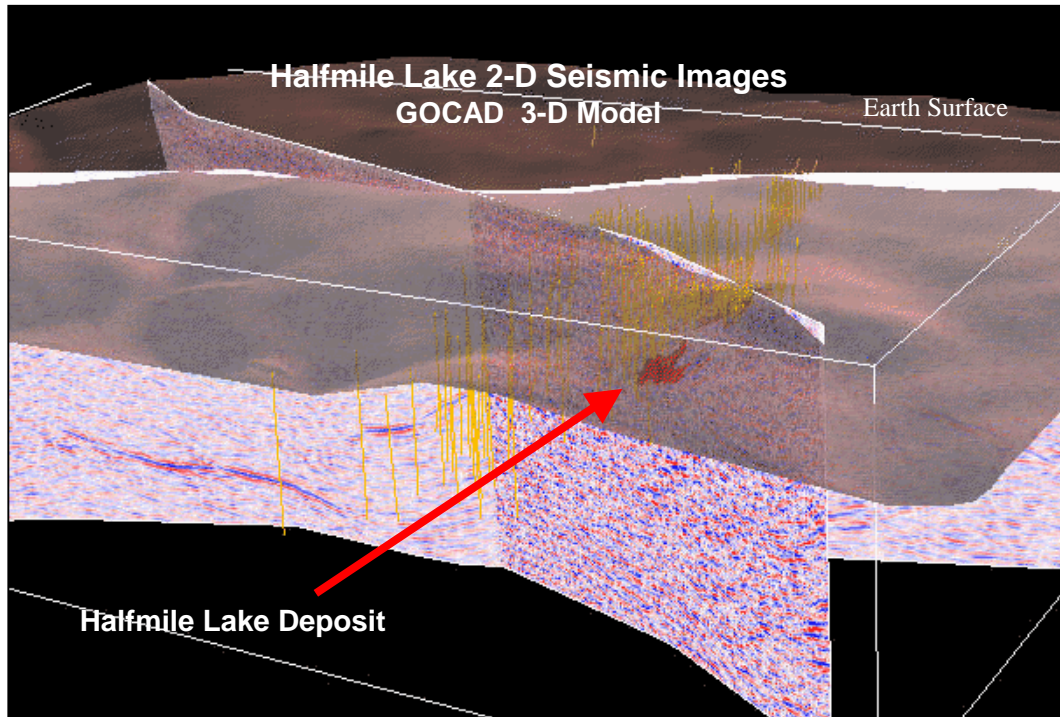 Halfmile Lake 2-D Seismic Images
GOCAD 3-D Model
Earth Surface
Halfmile Lake Deposit